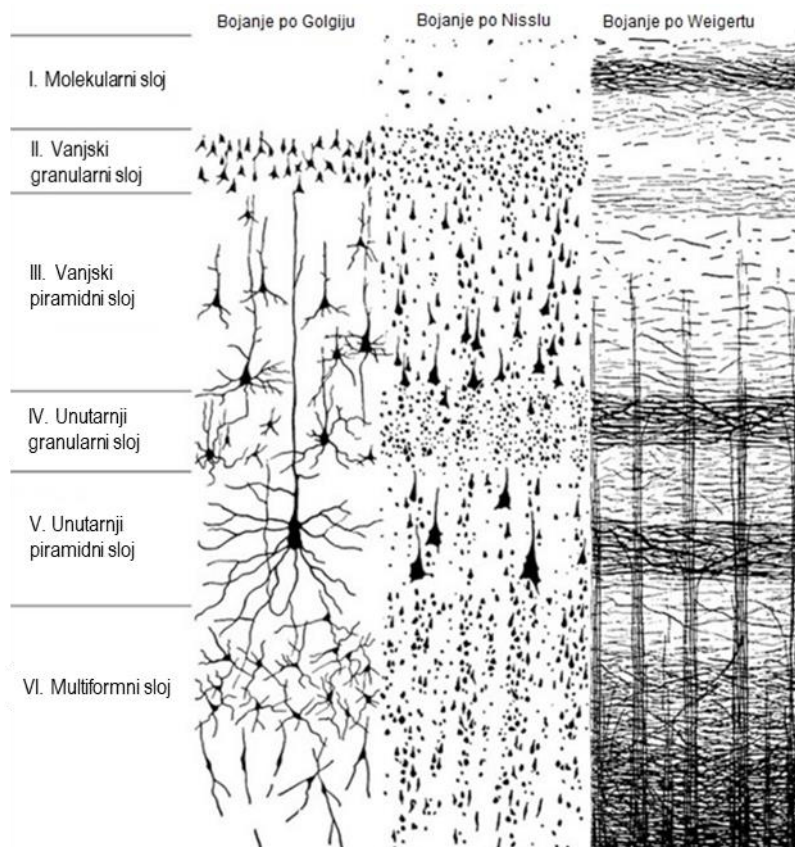 Bojanje po Golgiju
Bojanje po Nisslu
Bojanje po Weigertu
I. Molekularni sloj
II. Vanjski
granularni sloj
III. Vanjski
piramidni sloj
IV. Unutarnji
granularni sloj
V. Unutarnji
piramidni sloj
VI. Multiformni sloj